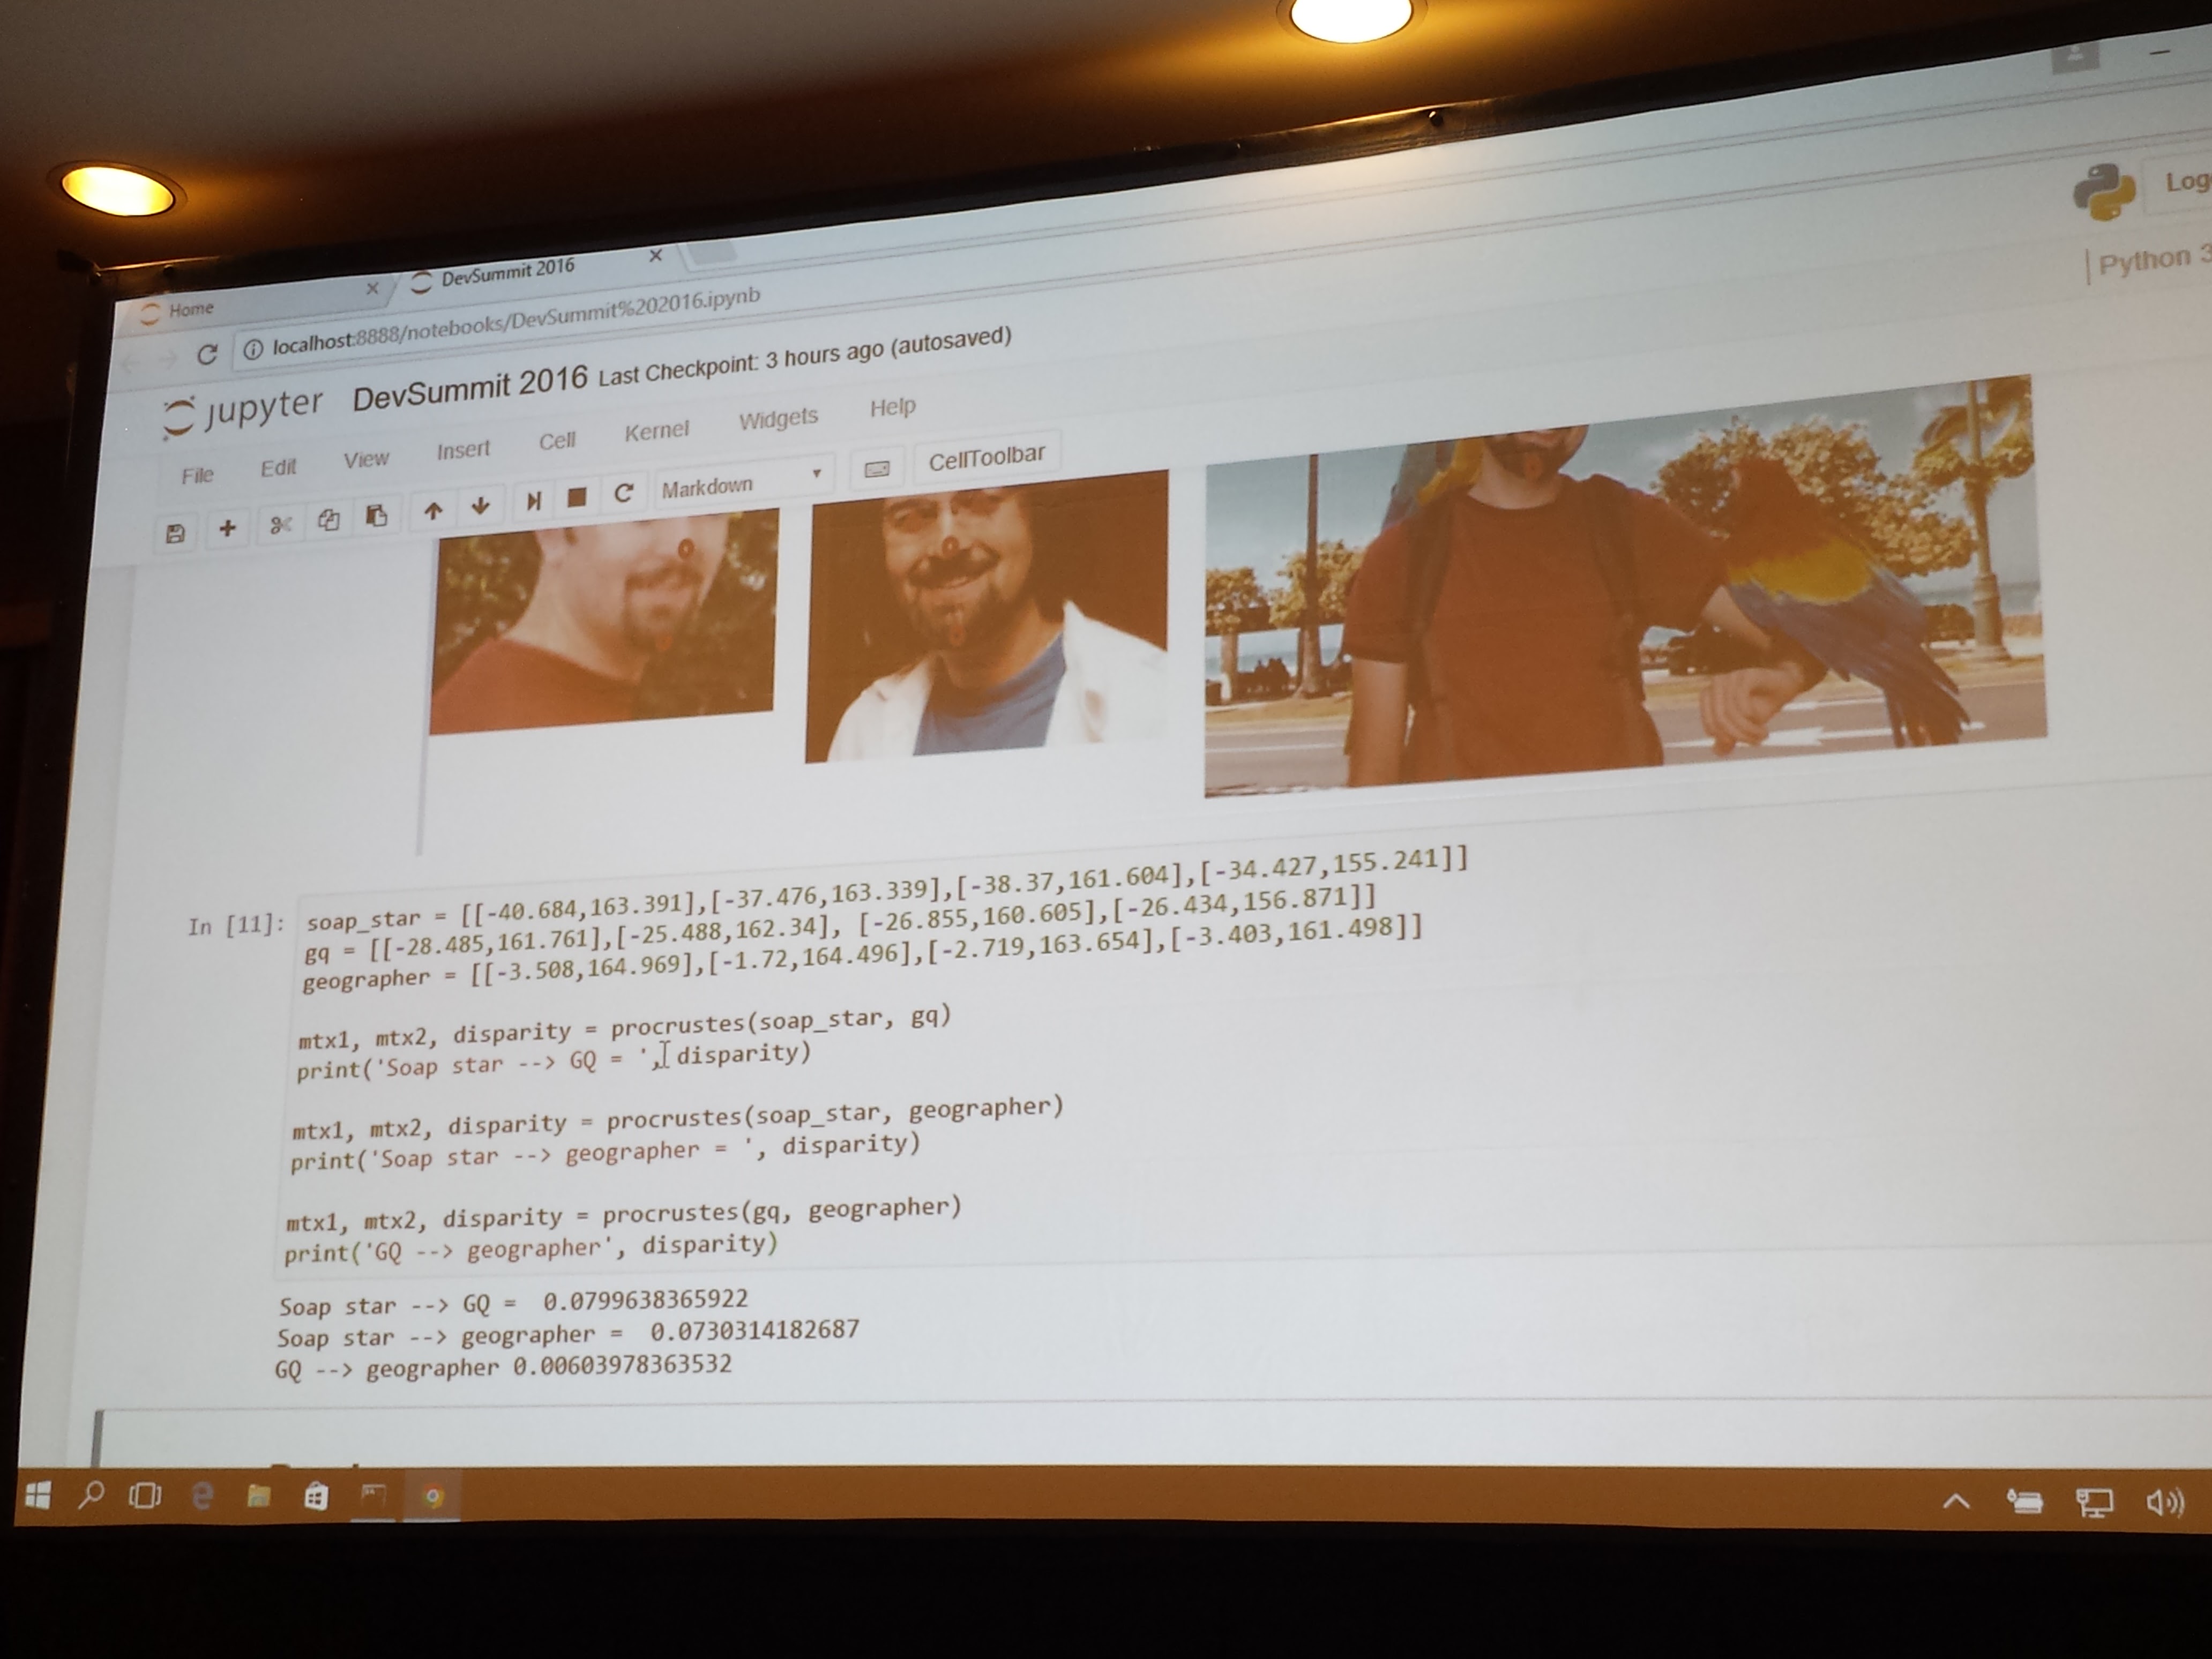 Home
DevSummit 2016
localhost:8888/notebooks/DevSummit%202016.ipynb
jupyter DevSummit 2016 Last Checkpoint: 3 hours ago (autosaved)
File Edit View Insert Cell Kernel Widgets Help
Python 3
Markdown CellToolbar
In [11]: soap_star = [[-40.684,163.391],[-37.476,163.339],[-38.37,161.604],[-34.427,155.241]]
gq = [[-28.485,161.761],[-25.488,162.34], [-26.855,160.605],[-26.434,156.871]]
geographer = [[-3.508,164.969],[-1.72,164.496],[-2.719,163.654],[-3.403,161.498]]
mtx1, mtx2, disparity = procrustes(soap_star, gq)
print('Soap star --> GQ = ', disparity)
mtx1, mtx2, disparity = procrustes(soap_star, geographer)
print('Soap star --> geographer = ', disparity)
mtx1, mtx2, disparity = procrustes(gq, geographer)
print('GQ --> geographer', disparity)
Soap star --> GQ =  0.0799638365922
Soap star --> geographer =  0.0730314182687
GQ --> geographer 0.00603978363532